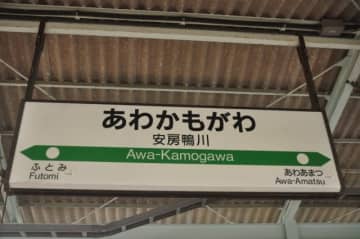 あわかもがわ
安房鴨川
Awa-Kamogawa
ふとみ
Futomi
あわあまつ
Awa-Amatsu